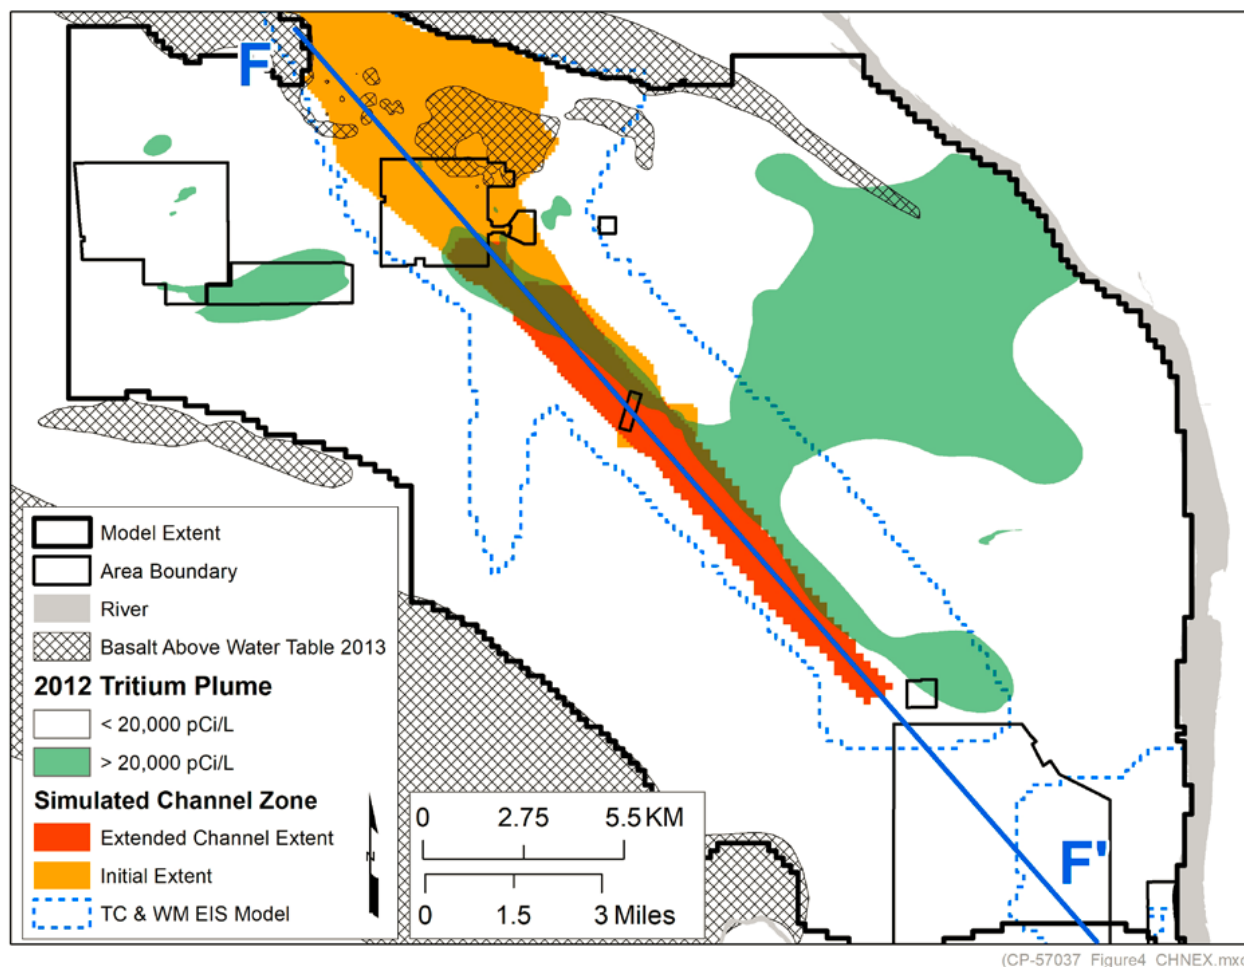 F
Model Extent
Area Boundary
River
Basalt Above Water Table 2013
2012 Tritium Plume
< 20,000 pCi/L
> 20,000 pCi/L
Simulated Channel Zone
Extended Channel Extent
Initial Extent
TC & WM EIS Model
N
0 2.75 5.5 KM
0 1.5 3 Miles
F'
(CP-57037_Figure4_CHNEX.mxd